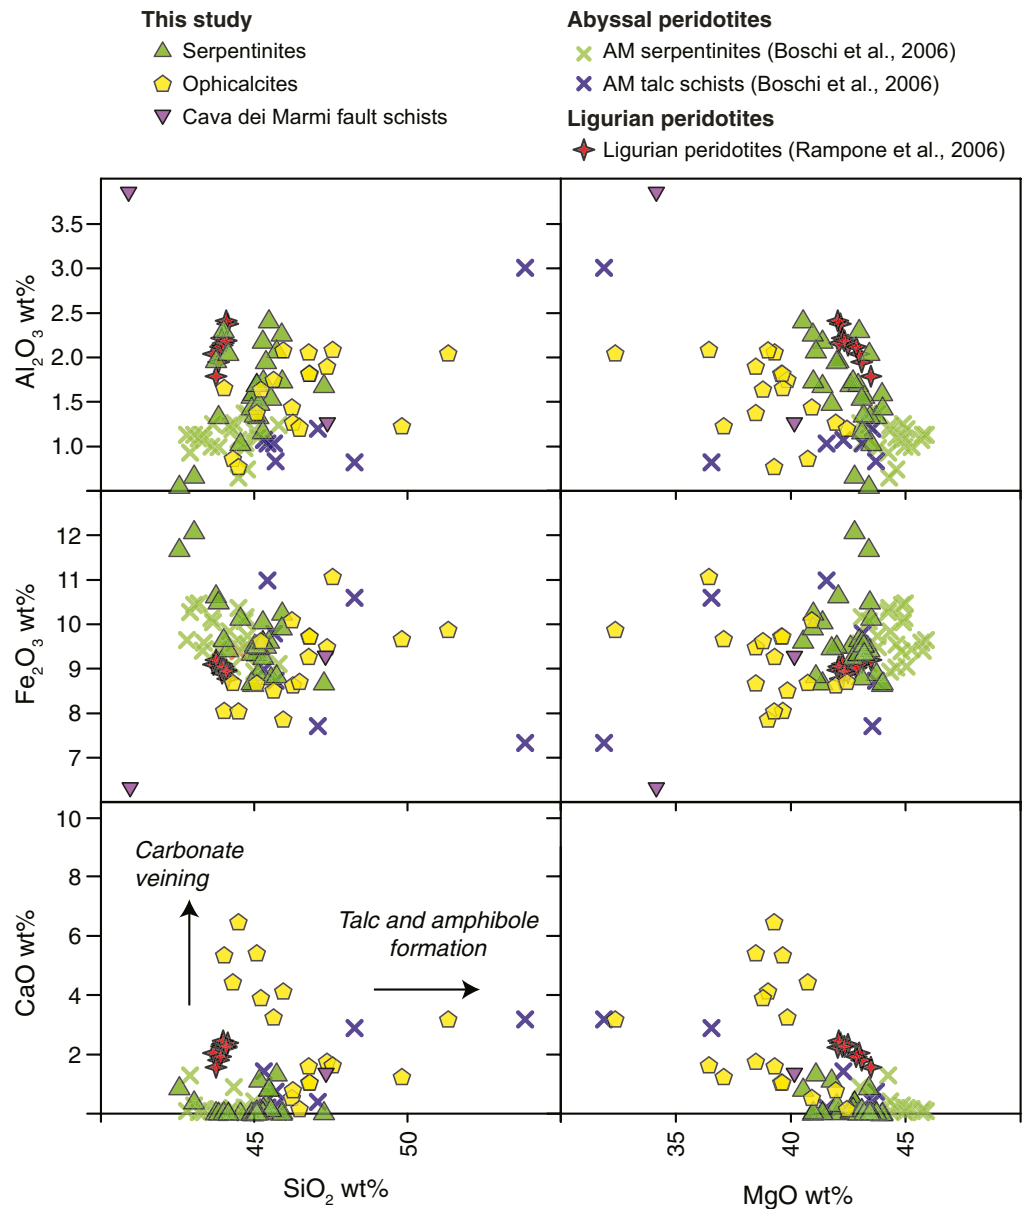 This study
Serpentinites
Ophicalcites
Cava dei Marmi fault schists
Abyssal peridotites
AM serpentinites (Boschi et al., 2006)
AM talc schists (Boschi et al., 2006)
Ligurian peridotites
Ligurian peridotites (Rampone et al., 2006)
Al₂O₃ wt%
3.5
3.0
2.5
2.0
1.5
1.0
Fe₂O₃ wt%
12
11
10
9
8
7
CaO wt%
10
8
6
4
2
Carbonate
veining
Talc and amphibole
formation
45
50
35
40
45
SiO₂ wt%
MgO wt%